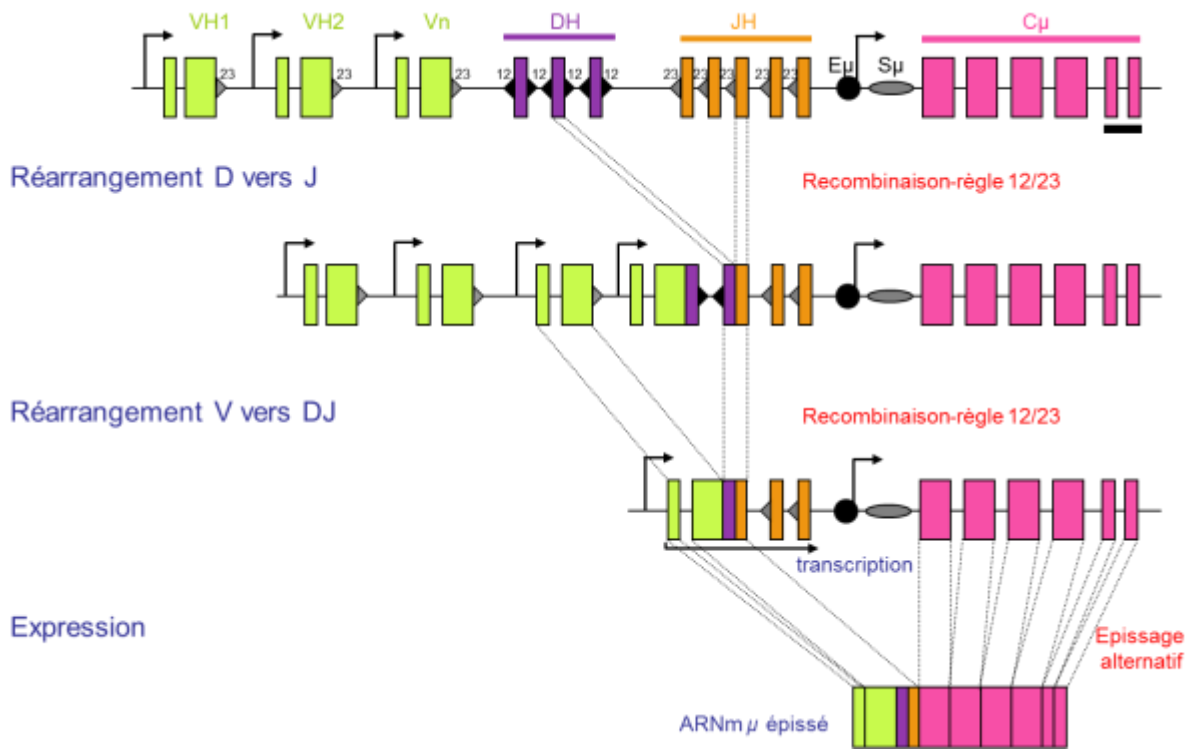 VH1 VH2 Vn DH JH Cµ
Eµ Sµ
23 23 23 12 12 12 12 23 23 23 23 23
Réarrangement D vers J
Recombinaison-règle 12/23
Réarrangement V vers DJ
Recombinaison-règle 12/23
transcription
Expression
Epissage
alternatif
ARNm µ épissé